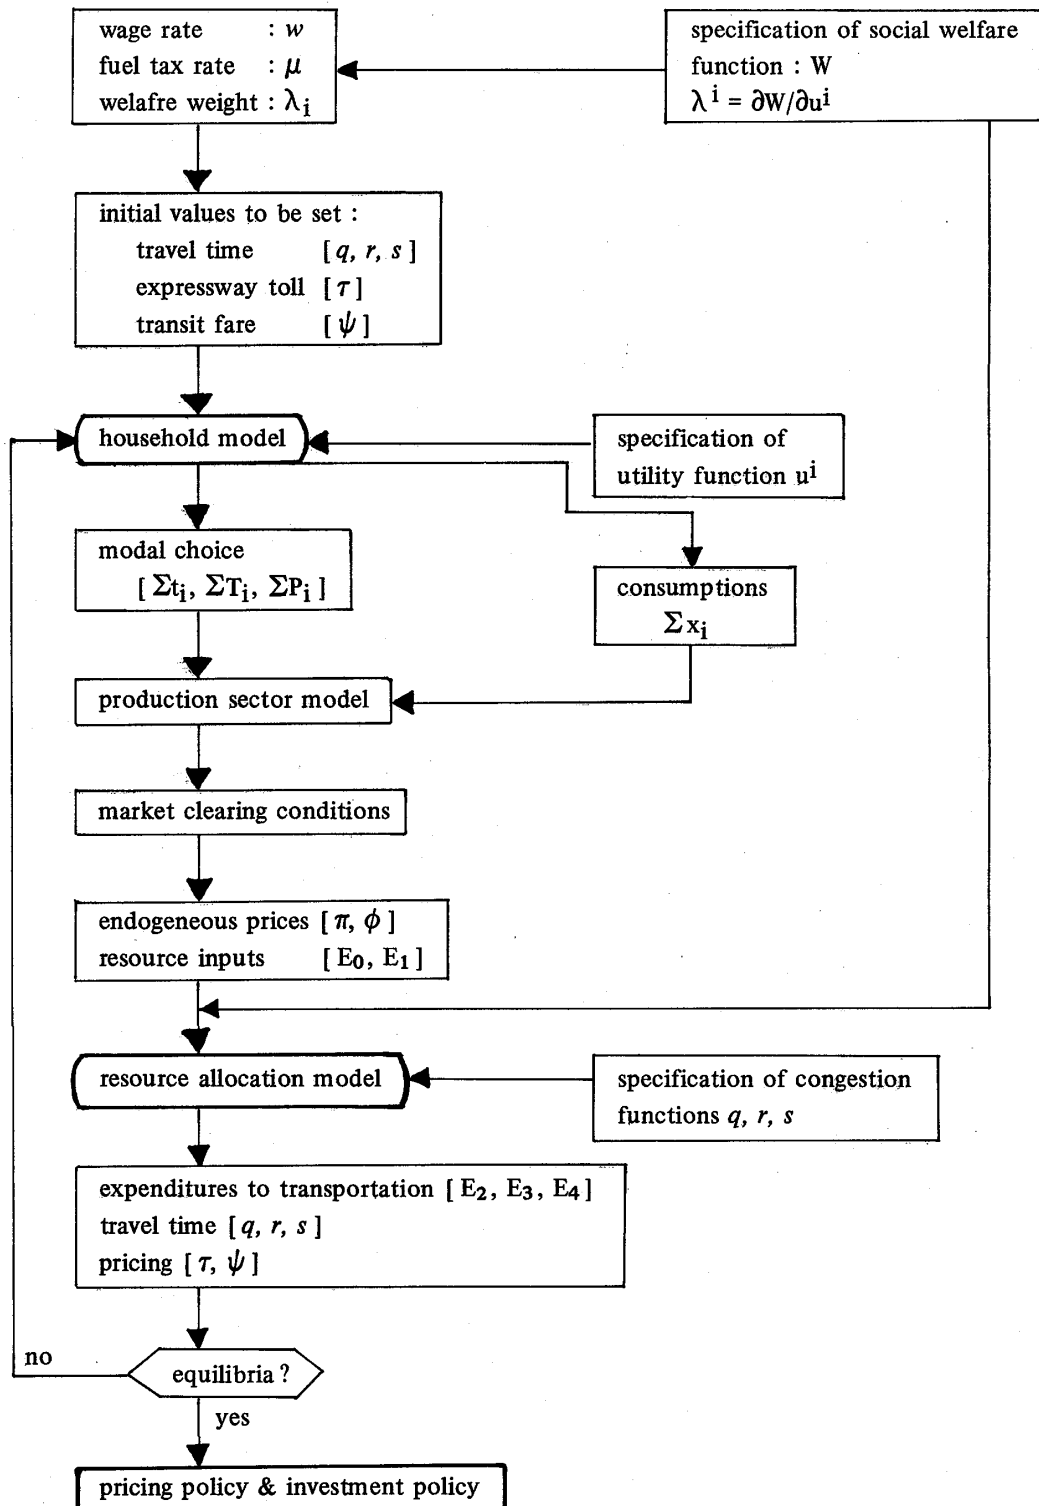 wage rate : w
fuel tax rate : μ
welafre weight : λi
specification of social welfare
function : W
λi = ∂W/∂ui
initial values to be set :
travel time [ q, r, s ]
expressway toll [ τ ]
transit fare [ ψ ]
household model
specification of
utility function ui
modal choice
[ Σti, ΣTi, ΣPi ]
consumptions
Σxi
production sector model
market clearing conditions
endogeneous prices [ π, ϕ ]
resource inputs [ E0, E1 ]
resource allocation model
specification of congestion
functions q, r, s
expenditures to transportation [ E2, E3, E4 ]
travel time [ q, r, s ]
pricing [ τ, ψ ]
no
equilibria ?
yes
pricing policy & investment policy